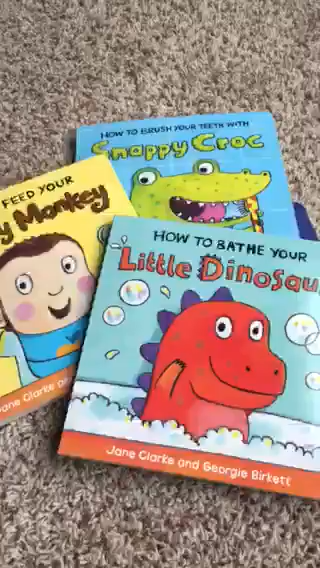 HOW TO BRUSH YOUR TEETH WITH
Snappy Croc
FEED YOUR
Monkey
Jane Clarke
HOW TO BATHE YOUR
Little Dinosau
Jane Clarke and Georgie Birkett